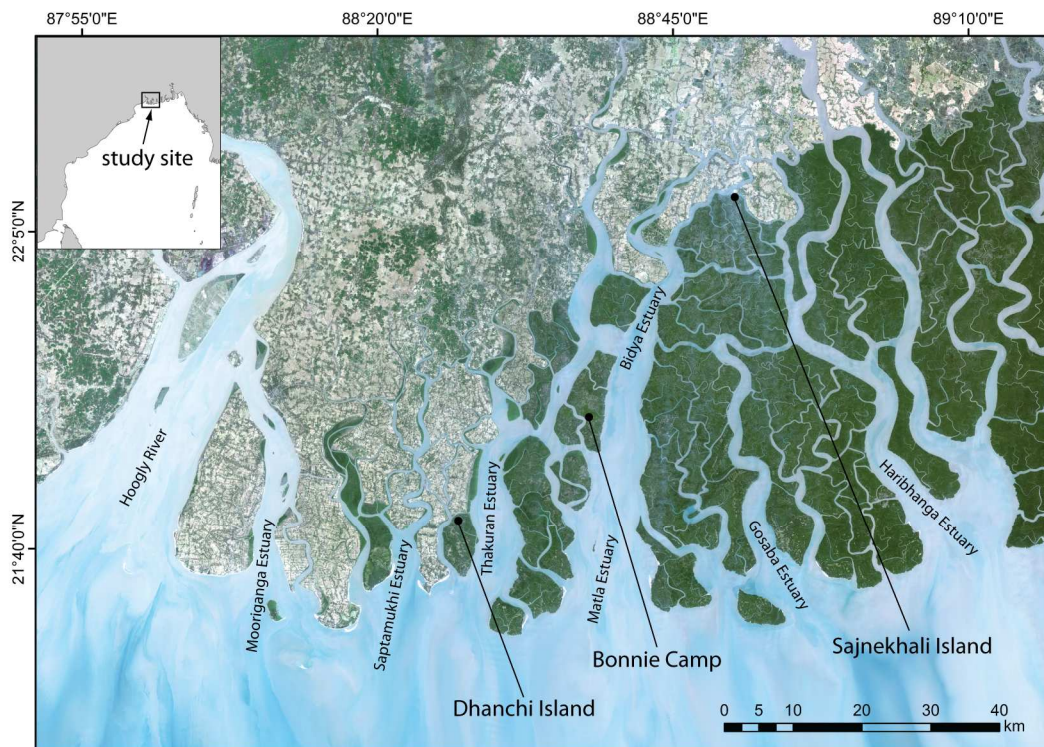 87°55'0"E 88°20'0"E 88°45'0"E 89°10'0"E
study site
22°5'0"N
21°40'0"N
Hoogly River
Mooriganga Estuary
Saptamukhi Estuary
Thakuran Estuary
Matla Estuary
Bidya Estuary
Gosaba Estuary
Haribhanga Estuary
Dhanchi Island
Bonnie Camp
Sajnekhali Island
0 5 10 20 30 40
km